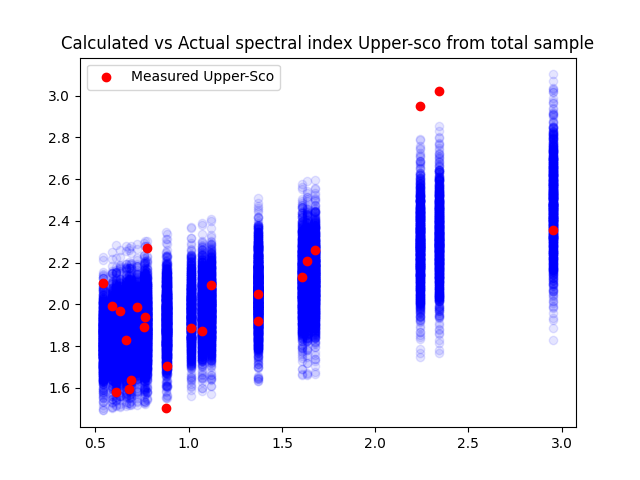 Calculated vs Actual spectral index Upper-sco from total sample
Measured Upper-Sco
3.0
2.8
2.6
2.4
2.2
2.0
1.8
1.6
0.5 1.0 1.5 2.0 2.5 3.0